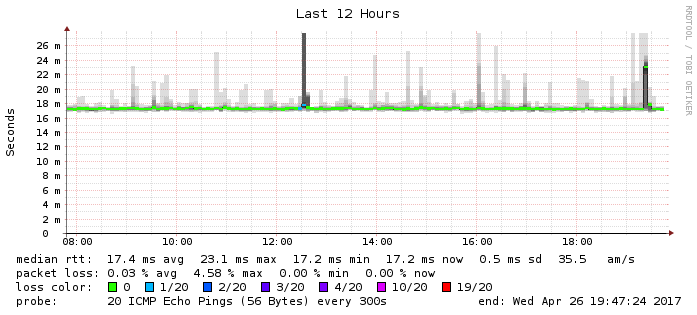 Last 12 Hours
RRDTOOL / TOBI OETIKER
Seconds
26 m
24 m
22 m
20 m
18 m
16 m
14 m
12 m
10 m
8 m
6 m
4 m
2 m
0
08:00 10:00 12:00 14:00 16:00 18:00
median rtt: 17.4 ms avg 23.1 ms max 17.2 ms min 17.2 ms now 0.5 ms sd 35.5 am/s
packet loss: 0.03 % avg 4.58 % max 0.00 % min 0.00 % now
loss color: 0 1/20 2/20 3/20 4/20 10/20 19/20
probe: 20 ICMP Echo Pings (56 Bytes) every 300s end: Wed Apr 26 19:47:24 2017